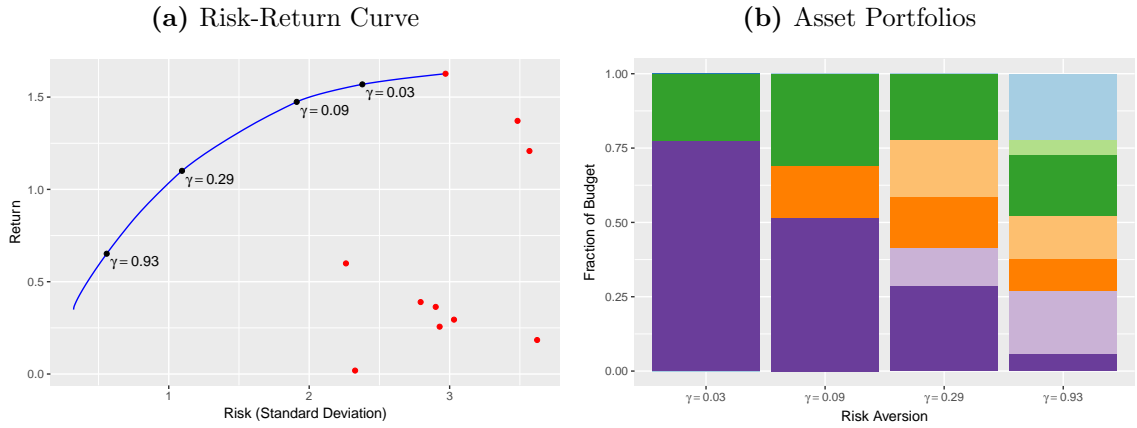 (a) Risk-Return Curve
1.5
1.0
0.5
0.0
Return
γ = 0.03
γ = 0.09
γ = 0.29
γ = 0.93
1
2
3
Risk (Standard Deviation)
(b) Asset Portfolios
1.00
0.75
0.50
0.25
0.00
Fraction of Budget
γ = 0.03
γ = 0.09
γ = 0.29
γ = 0.93
Risk Aversion